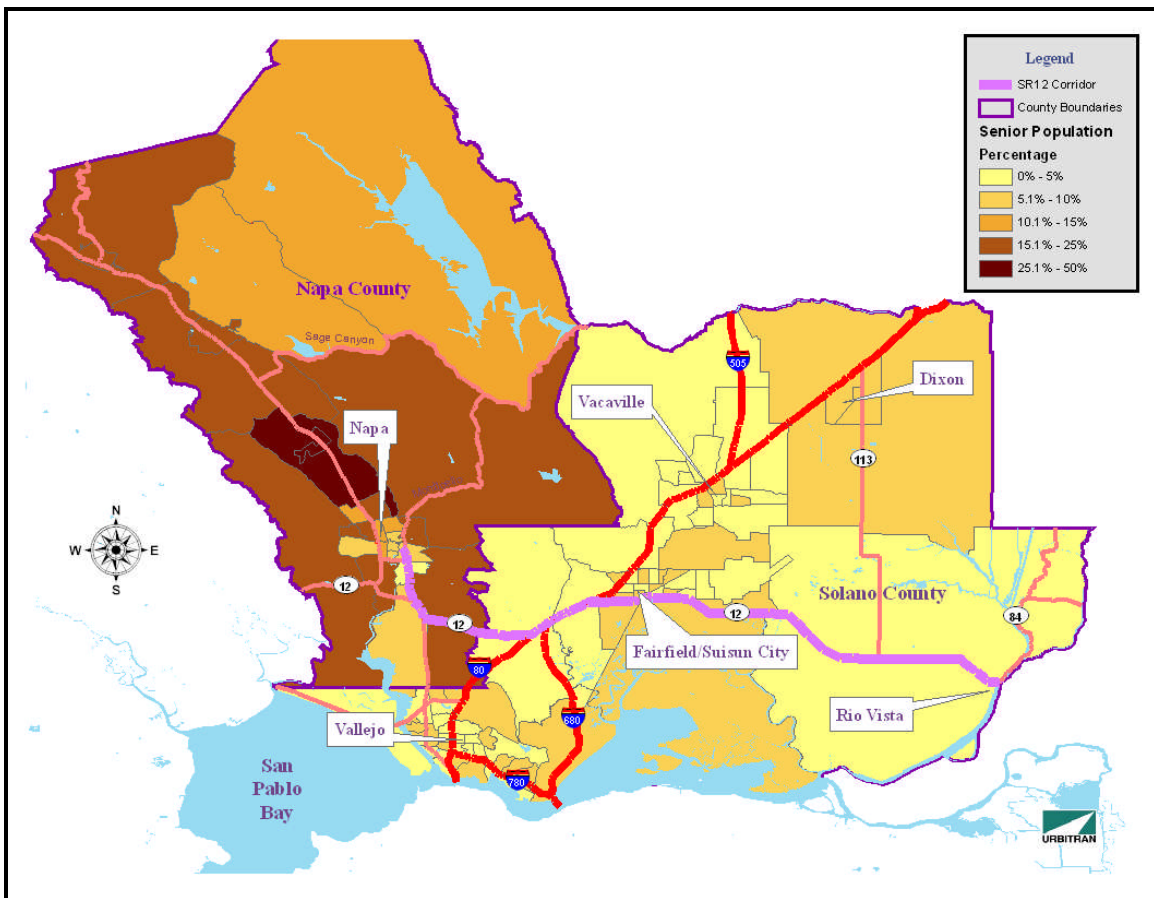 Legend
SR12 Corridor
County Boundaries
Senior Population
Percentage
0% - 5%
5.1% - 10%
10.1% - 15%
15.1% - 25%
25.1% - 50%
Napa County
Sage Canyon
505
Dixon
Vacaville
Napa
113
N
W E
S
12
Solano County
12
12
84
Fairfield/Suisun City
80
Rio Vista
680
Vallejo
San
Pablo
Bay
780
URBITRAN